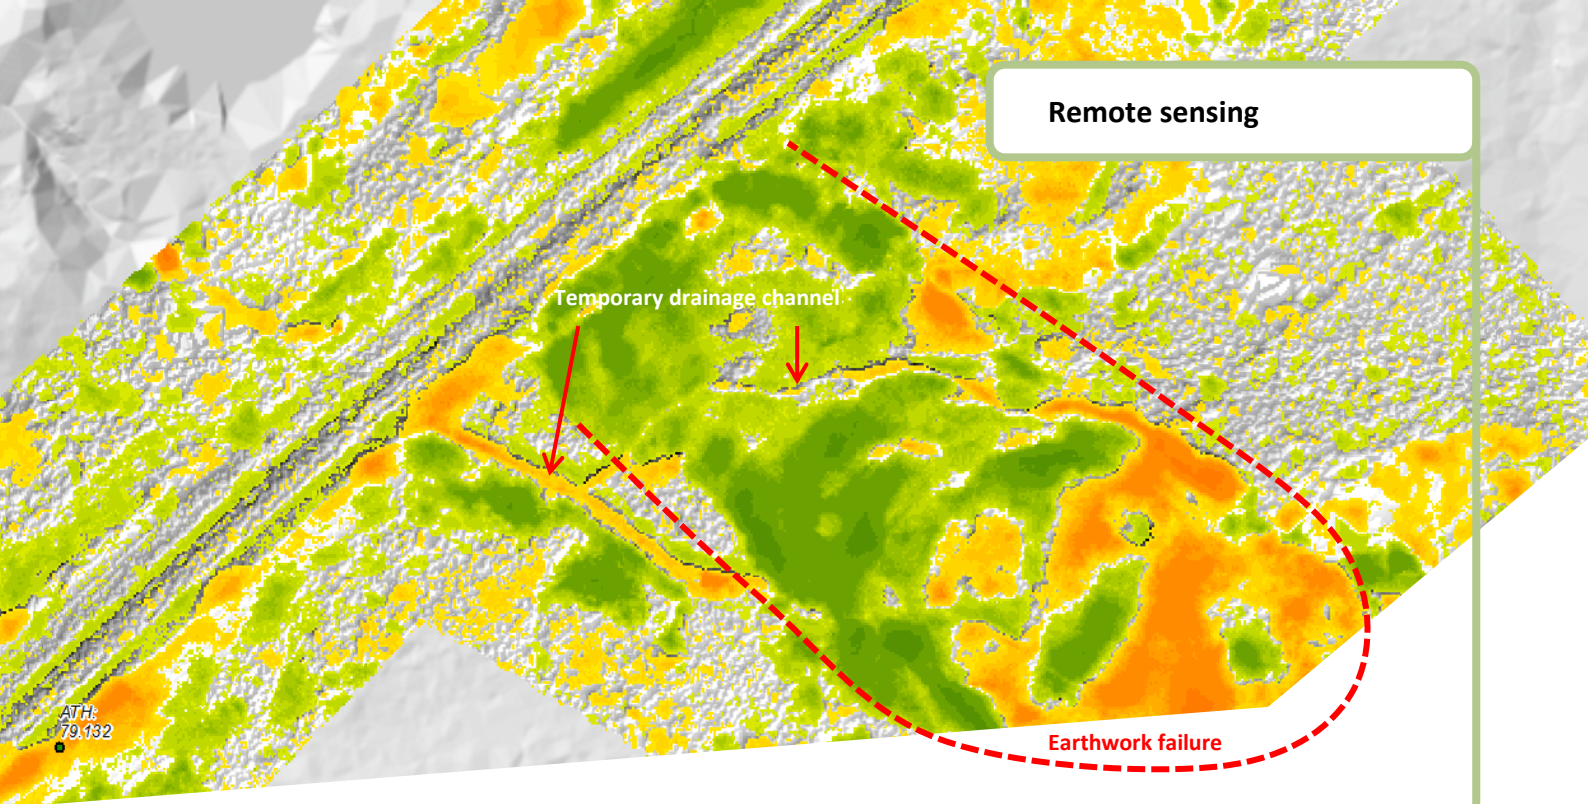 Remote sensing
Temporary drainage channel
ATH:
79.132
Earthwork failure